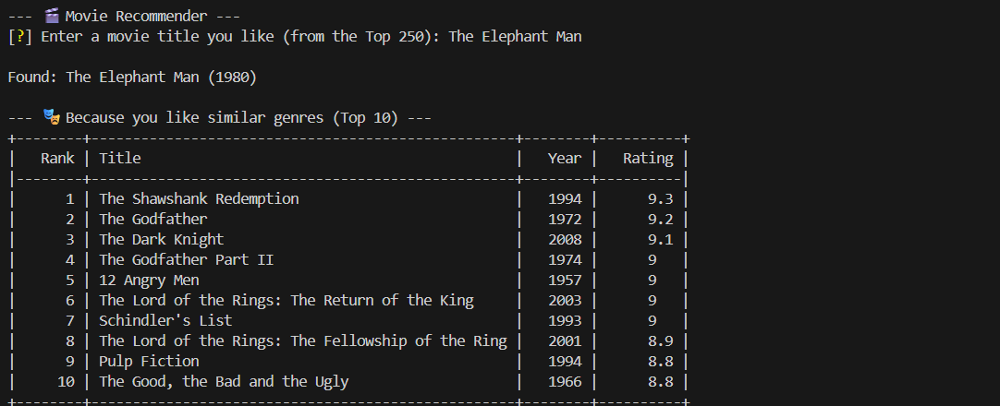 --- 🎬 Movie Recommender ---
[?] Enter a movie title you like (from the Top 250): The Elephant Man
Found: The Elephant Man (1980)
--- 🎭 Because you like similar genres (Top 10) ---
+--------+---------------------------------------------------+--------+----------+
|   Rank | Title                                             |   Year |   Rating |
|--------+---------------------------------------------------+--------+----------|
|      1 | The Shawshank Redemption                          |   1994 |      9.3 |
|      2 | The Godfather                                     |   1972 |      9.2 |
|      3 | The Dark Knight                                   |   2008 |      9.1 |
|      4 | The Godfather Part II                             |   1974 |      9   |
|      5 | 12 Angry Men                                      |   1957 |      9   |
|      6 | The Lord of the Rings: The Return of the King     |   2003 |      9   |
|      7 | Schindler's List                                  |   1993 |      9   |
|      8 | The Lord of the Rings: The Fellowship of the Ring |   2001 |      8.9 |
|      9 | Pulp Fiction                                      |   1994 |      8.8 |
|     10 | The Good, the Bad and the Ugly                    |   1966 |      8.8 |
+--------+---------------------------------------------------+--------+----------+